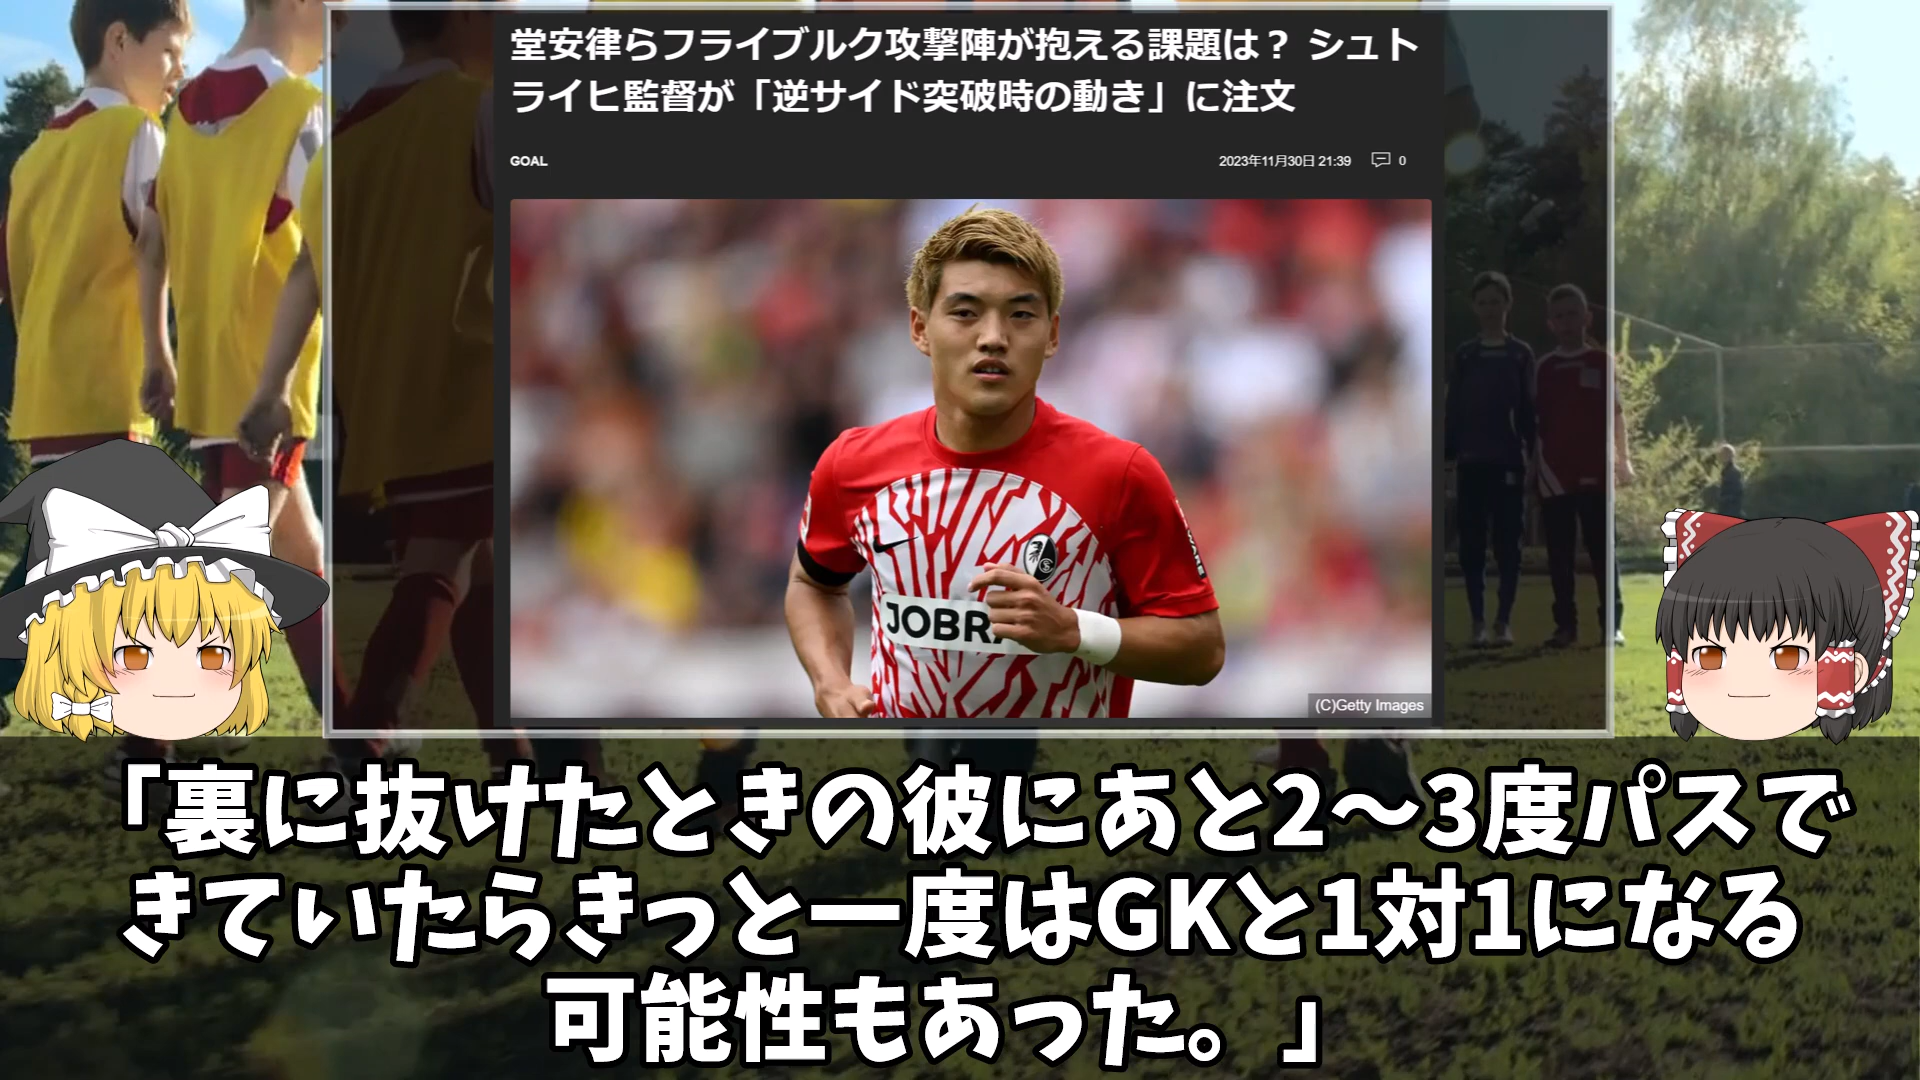 堂安律らフライブルク攻撃陣が抱える課題は？ シュト
ライヒ監督が「逆サイド突破時の動き」に注文
GOAL
2023年11月30日 21:39
0
JOBR
(C)Getty Images
「裏に抜けたときの彼にあと2〜3度パスで
きていたらきっと一度はGKと1対1になる
可能性もあった。」